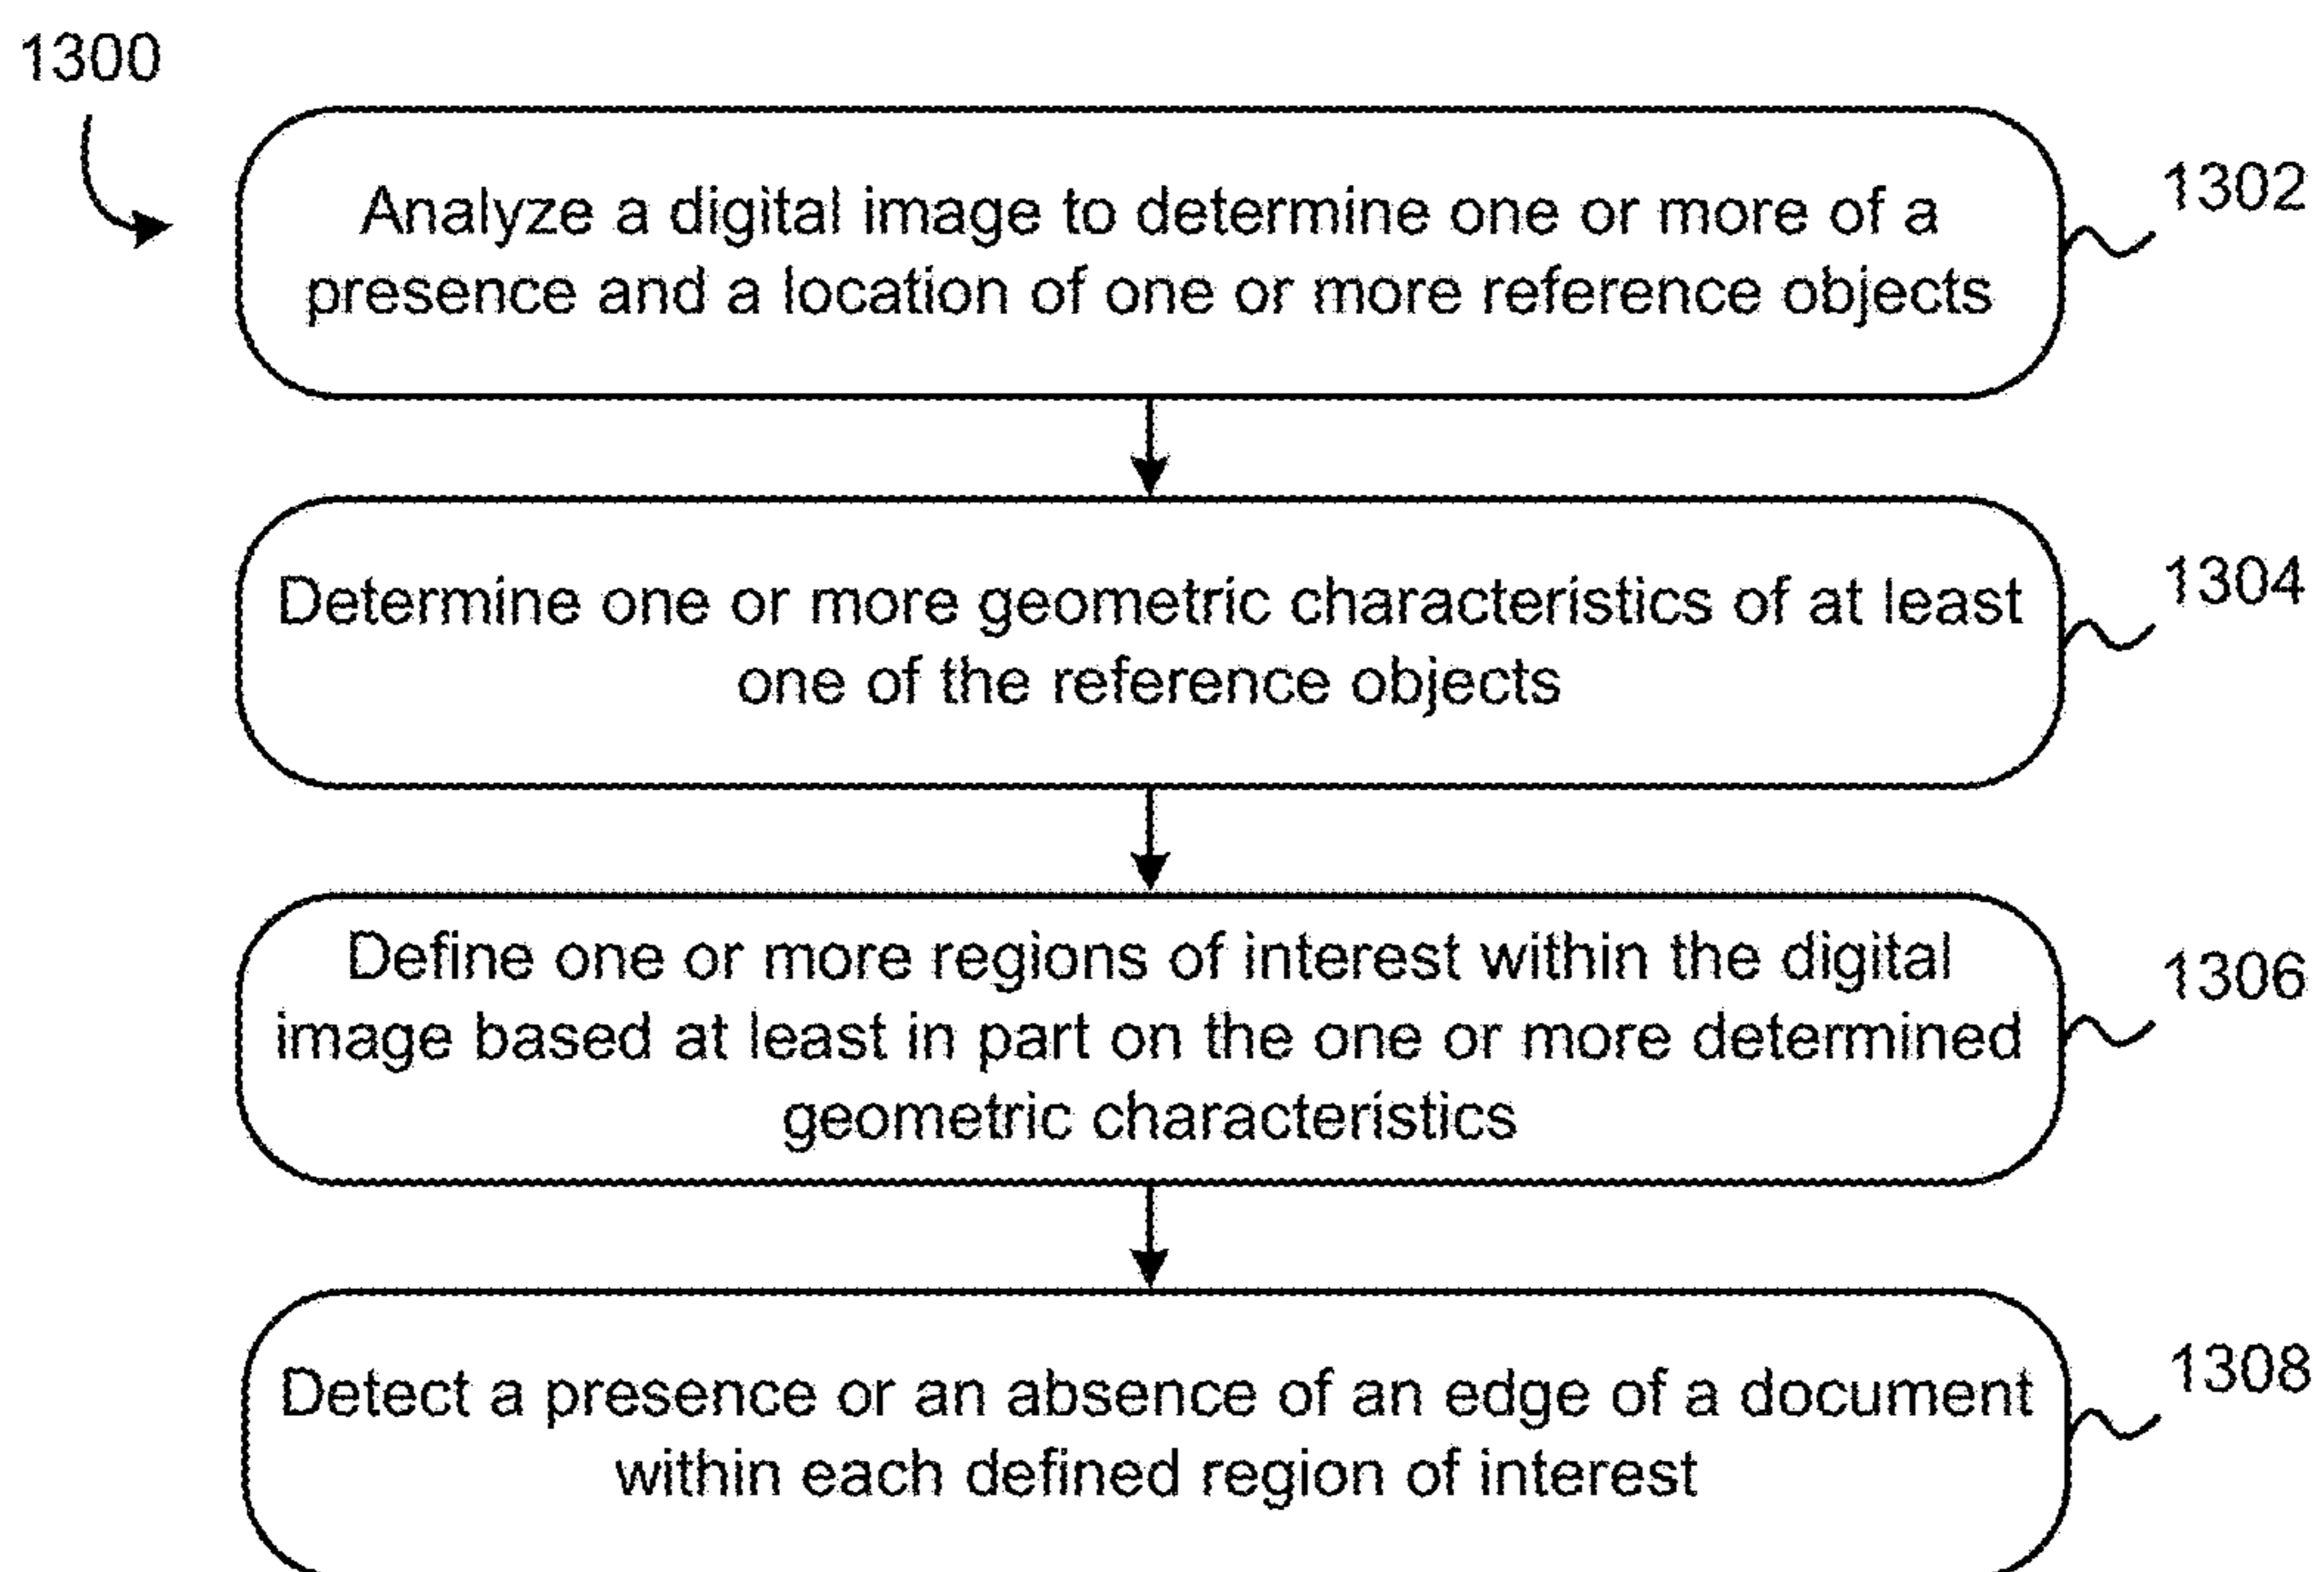 1300
Analyze a digital image to determine one or more of a
presence and a location of one or more reference objects
1302
Determine one or more geometric characteristics of at least
one of the reference objects
1304
Define one or more regions of interest within the digital
image based at least in part on the one or more determined
geometric characteristics
1306
Detect a presence or an absence of an edge of a document
within each defined region of interest
1308